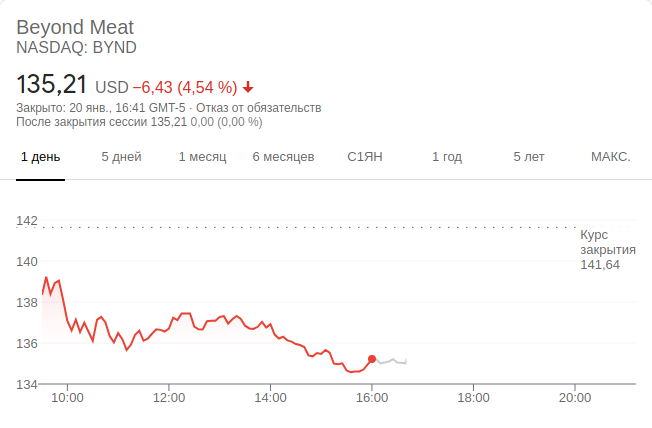 Beyond Meat
NASDAQ: BYND
135,21 USD −6,43 (4,54 %)
Закрыто: 20 янв., 16:41 GMT-5 · Отказ от обязательств
После закрытия сессии 135,21 0,00 (0,00 %)
1 день 5 дней 1 месяц 6 месяцев С1ЯН 1 год 5 лет МАКС.
142
Курс
закрытия
141,64
140
138
136
134
10:00 12:00 14:00 16:00 18:00 20:00